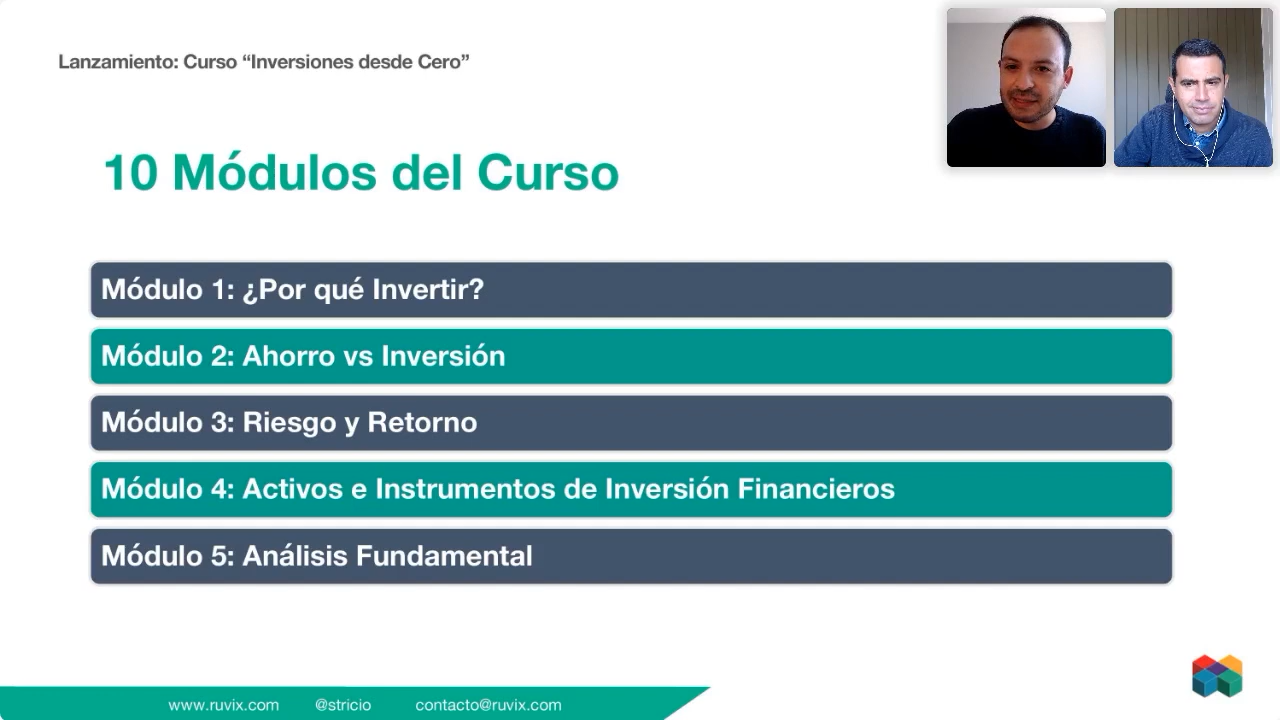 Lanzamiento: Curso “Inversiones desde Cero”
10 Módulos del Curso
Módulo 1: ¿Por qué Invertir?
Módulo 2: Ahorro vs Inversión
Módulo 3: Riesgo y Retorno
Módulo 4: Activos e Instrumentos de Inversión Financieros
Módulo 5: Análisis Fundamental
www.ruvix.com @stricio contacto@ruvix.com